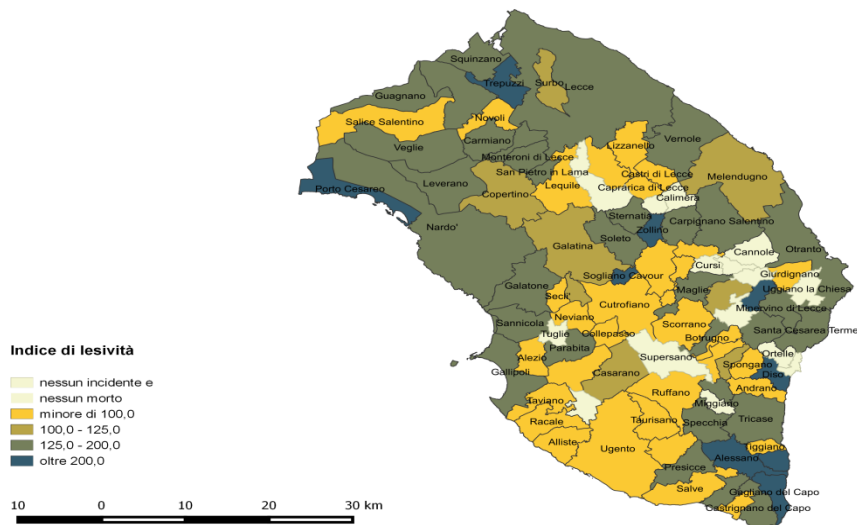 Squinzano
Trepuzzi
Surbo
Lecce
Guagnano
Salice Salentino
Novoli
Veglie
Carmiano
Lizzanello
Vernole
Monteroni di Lecce
San Pietro in Lama
Castri di Lecce
Melendugno
Porto Cesareo
Leverano
Copertino
Lequile
Caprarica di Lecce
Calimera
Nardo'
Sternatia
Carpignano Salentino
Zollino
Soleto
Galatina
Cannole
Otranto
Cursi
Sogliano Cavour
Giurdignano
Galatone
Maglie
Uggiano la Chiesa
Secli'
Cutrofiano
Minervino di Lecce
Sannicola
Neviano
Scorrano
Tuglie
Collepasso
Botrugno
Santa Cesarea Terme
Parabita
Indice di lesività
Alezio
Supersano
Ortelle
Gallipoli
Casarano
Spongano
Diso
nessun incidente e
Andrano
nessun morto
Taviano
Ruffano
Miggiano
minore di 100,0
Racale
Taurisano
Specchia
Tricase
100,0 - 125,0
Alliste
Ugento
Tiggiano
125,0 - 200,0
Alessano
oltre 200,0
Presicce
Salve
Gagliano del Capo
Castrignano del Capo
10 0 10 20 30 km